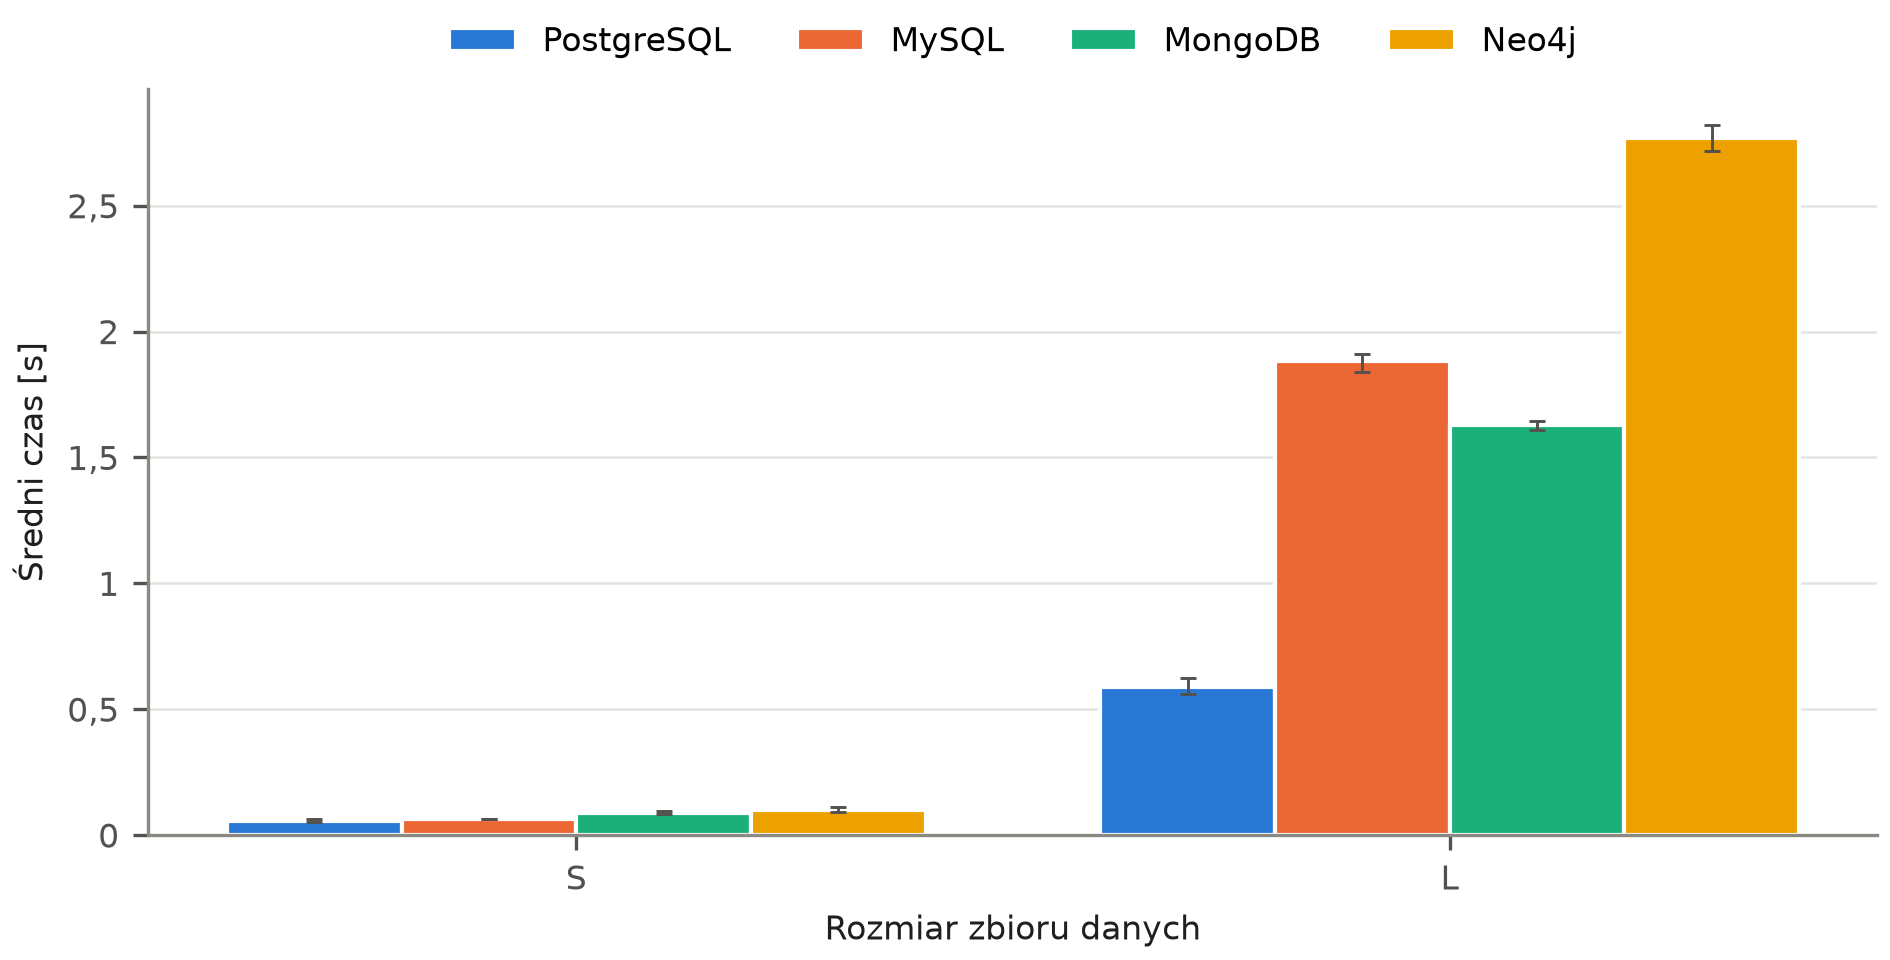 PostgreSQL MySQL MongoDB Neo4j
Średni czas [s]
2,5
2
1,5
1
0,5
0
S L
Rozmiar zbioru danych